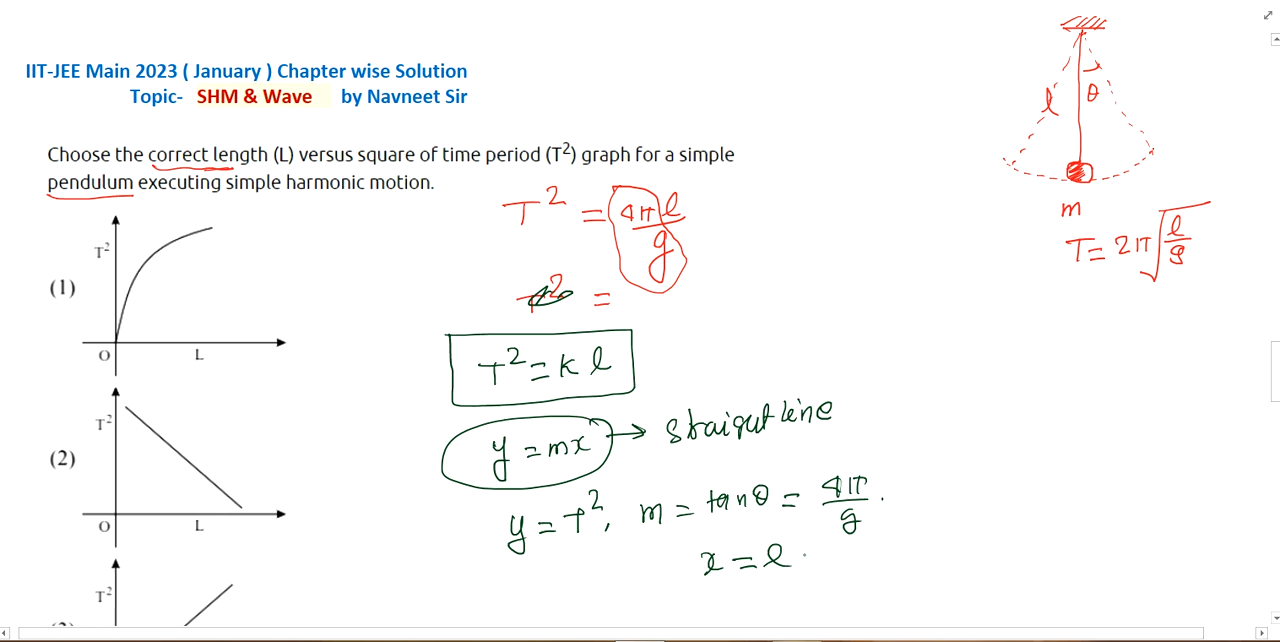 IIT-JEE Main 2023 ( January ) Chapter wise Solution
Topic- SHM & Wave by Navneet Sir
Choose the correct length (L) versus square of time period (T²) graph for a simple
pendulum executing simple harmonic motion.
(1)
T²
O
L
(2)
T²
O
L
T²
T² = 4π l / g
T² =
T² = k l
y = mx → straight line
y = T², m = tan θ = 4π / g .
x = l .
l
θ
m
T = 2π √ l / g